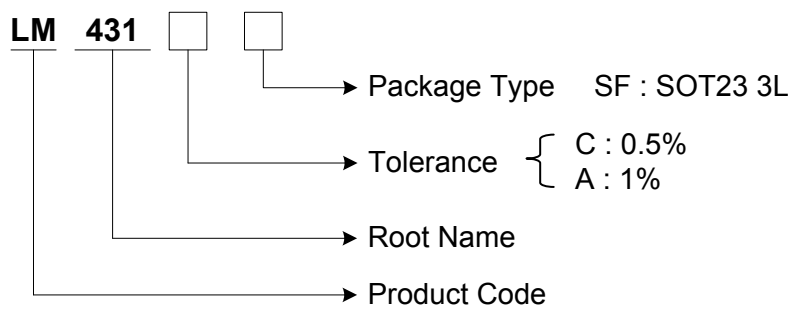 LM 431
Package Type SF : SOT23 3L
Tolerance C : 0.5%
A : 1%
Root Name
Product Code